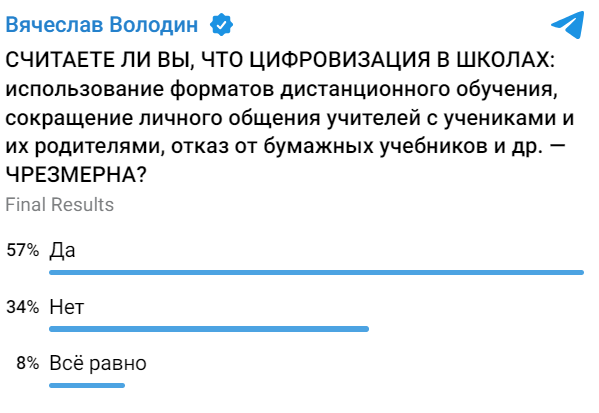 Вячеслав Володин
СЧИТАЕТЕ ЛИ ВЫ, ЧТО ЦИФРОВИЗАЦИЯ В ШКОЛАХ:
использование форматов дистанционного обучения,
сокращение личного общения учителей с учениками и
их родителями, отказ от бумажных учебников и др. —
ЧРЕЗМЕРНА?
Final Results
57% Да
34% Нет
8% Всё равно